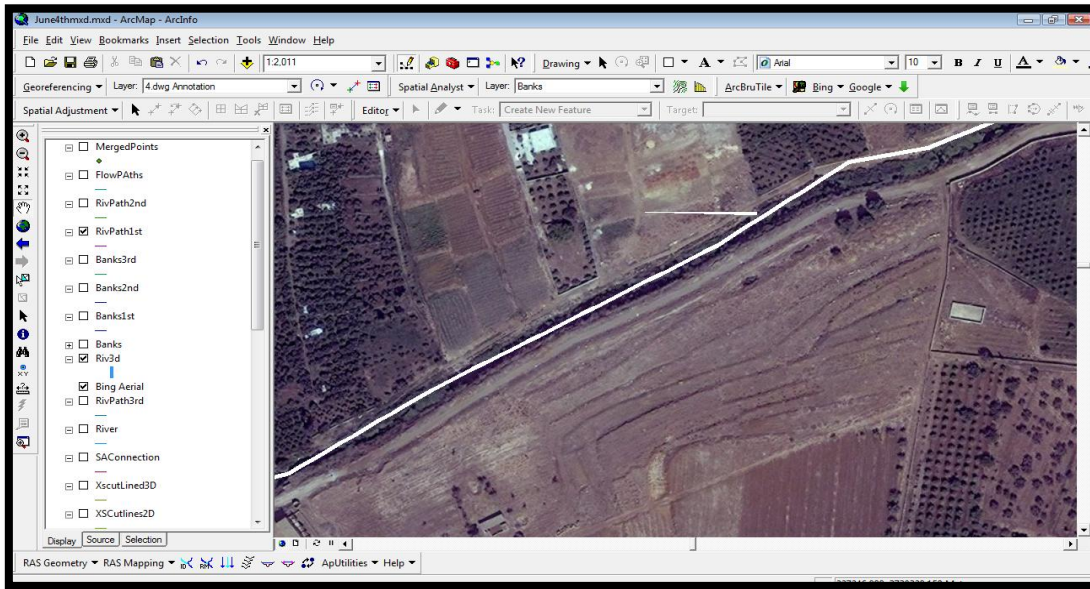 June4thmxd.mxd - ArcMap - ArcInfo
File Edit View Bookmarks Insert Selection Tools Window Help
1:2,011 Drawing Arial 10 B I U A
Georeferencing Layer: 4.dwg Annotation Spatial Analyst Layer: Banks ArcBruTile Bing Google
Spatial Adjustment Editor Task: Create New Feature Target:
MergedPoints
FlowPAths
RivPath2nd
RivPath1st
Banks3rd
Banks2nd
Banks1st
Banks
Riv3d
Bing Aerial
RivPath3rd
River
SAConnection
XscutLined3D
XSCutlines2D
Display Source Selection
RAS Geometry RAS Mapping ApUtilities Help